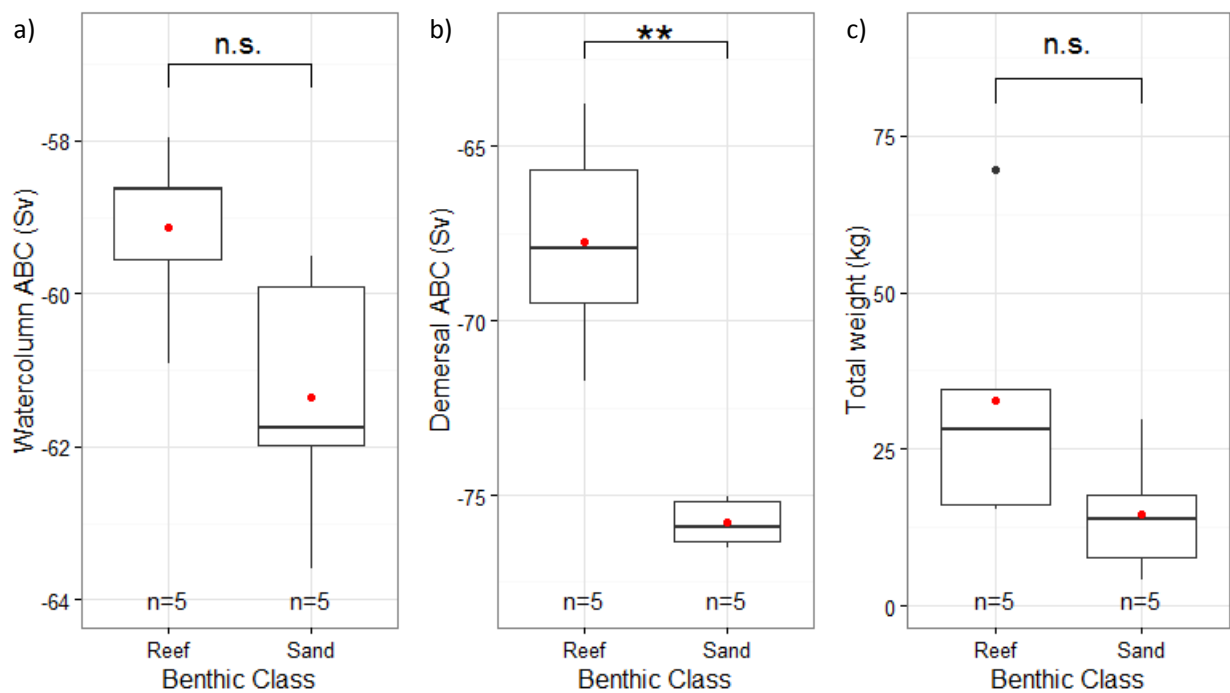 a)
n.s.
Watercolumn ABC (Sv)
-58
-60
-62
-64
n=5 n=5
Reef Sand
Benthic Class
b)
**
Demersal ABC (Sv)
-65
-70
-75
n=5 n=5
Reef Sand
Benthic Class
c)
n.s.
Total weight (kg)
75
50
25
0
n=5 n=5
Reef Sand
Benthic Class